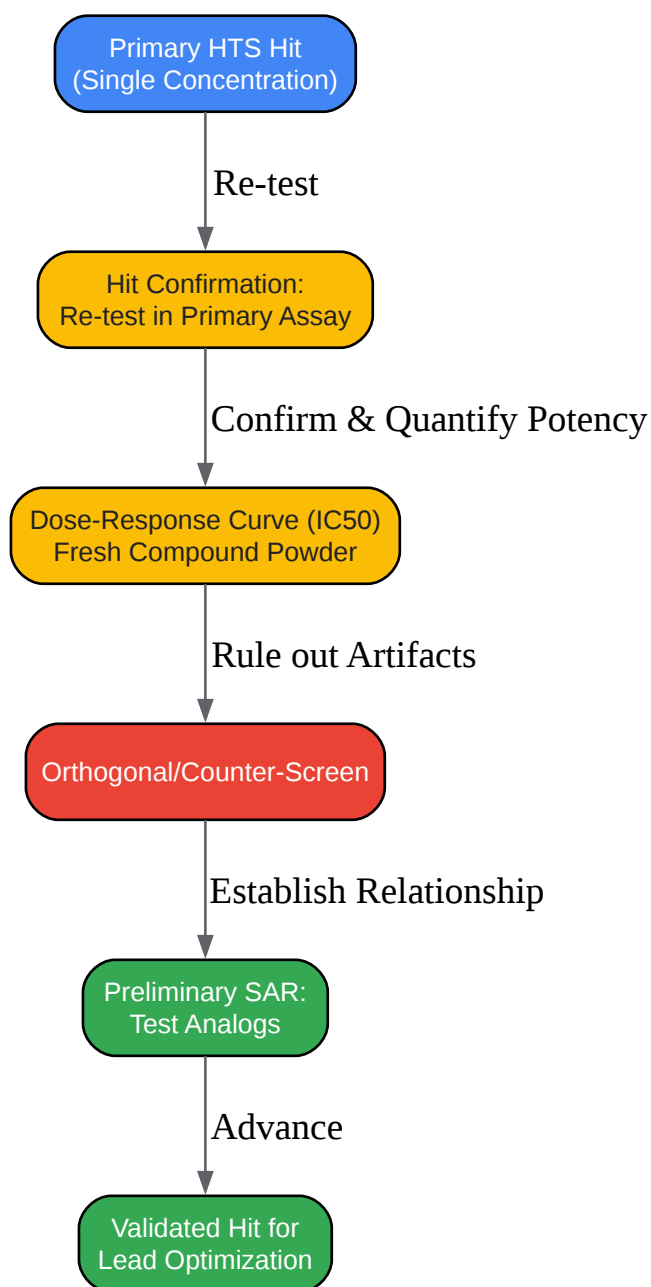 Primary HTS Hit
(Single Concentration)
Re-test
Hit Confirmation:
Re-test in Primary Assay
Confirm & Quantify Potency
Dose-Response Curve (IC50)
Fresh Compound Powder
Rule out Artifacts
Orthogonal/Counter-Screen
Establish Relationship
Preliminary SAR:
Test Analogs
Advance
Validated Hit for
Lead Optimization